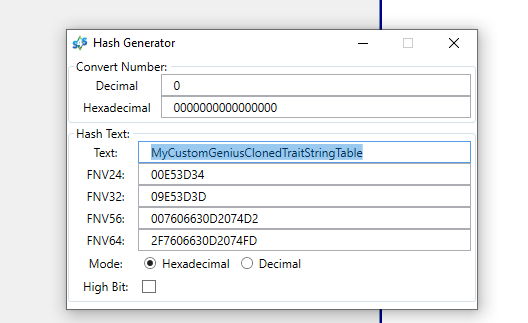 Hash Generator
Convert Number:
Decimal 0
Hexadecimal 0000000000000000
Hash Text:
Text: MyCustomGeniusClonedTraitStringTable
FNV24: 00E53D34
FNV32: 09E53D3D
FNV56: 007606630D2074D2
FNV64: 2F7606630D2074FD
Mode: Hexadecimal Decimal
High Bit: